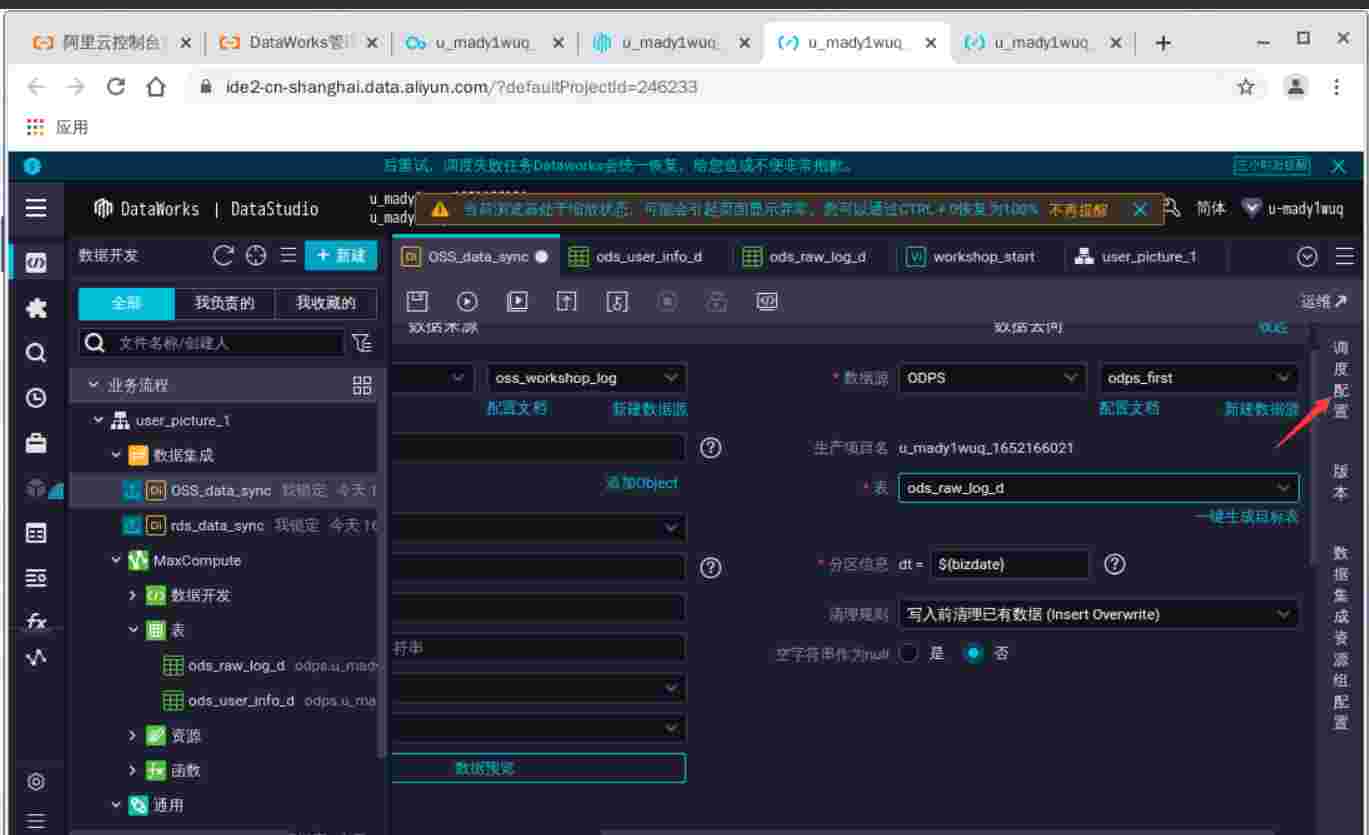 阿里云控制台
DataWorks管
u_mady1wuq_
u_mady1wuq_
u_mady1wuq_
u_mady1wuq_
ide2-cn-shanghai.data.aliyun.com/?defaultProjectId=246233
应用
后重试，调度失败任务Dataworks会统一恢复，给您造成不便非常抱歉。
三小时后提醒
DataWorks | DataStudio
u_mady
u_mady
当前浏览器处于缩放状态，可能会引起页面显示异常，您可以通过CTRL+0恢复为100%
不再提醒
简体
u-mady1wuq
数据开发
新建
OSS_data_sync
ods_user_info_d
ods_raw_log_d
workshop_start
user_picture_1
全部
我负责的
我收藏的
运维
文件名称/创建人
业务流程
user_picture_1
数据集成
OSS_data_sync 我锁定 今天1
rds_data_sync 我锁定 今天16
MaxCompute
数据开发
表
ods_raw_log_d odps.u_mady
ods_user_info_d odps.u_ma
资源
函数
通用
数据来源
数据去向
收起
oss_workshop_log
配置文档
新建数据源
添加Object
符串
数据预览
* 数据源
ODPS
odps_first
配置文档
新建数据源
生产项目名
u_mady1wuq_1652166021
* 表
ods_raw_log_d
一键生成目标表
* 分区信息
dt =
${bizdate}
清理规则
写入前清理已有数据 (Insert Overwrite)
空字符串作为null
是
否
调度配置
版本
数据集成资源组配置